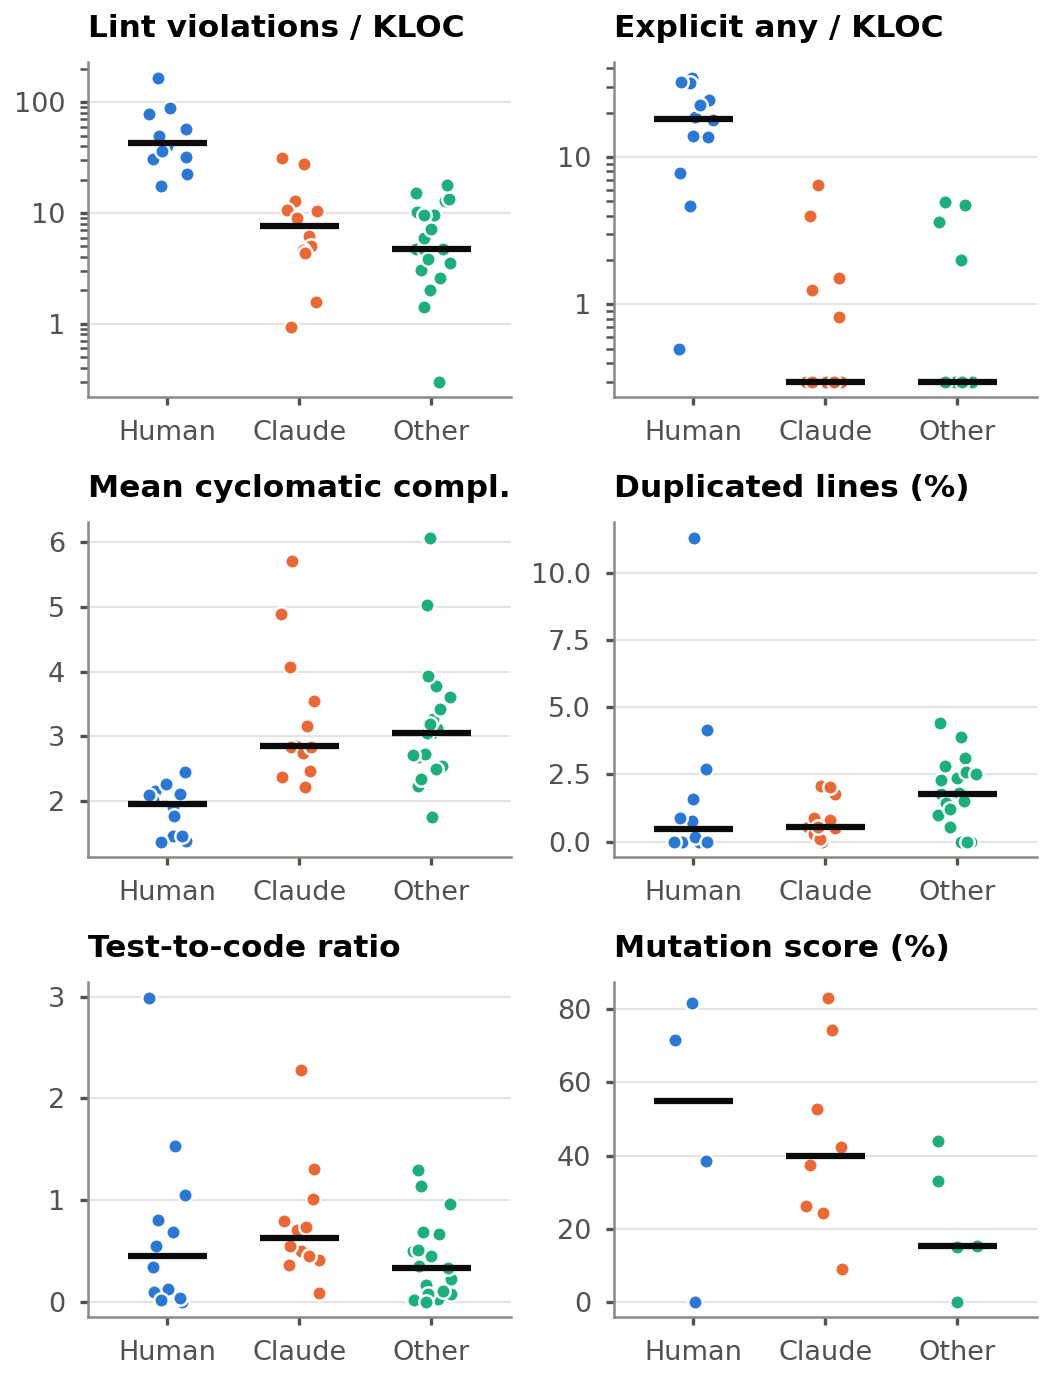 Lint violations / KLOC
100
10
1
Human Claude Other
Explicit any / KLOC
10
1
Human Claude Other
Mean cyclomatic compl.
6
5
4
3
2
Human Claude Other
Duplicated lines (%)
10.0
7.5
5.0
2.5
0.0
Human Claude Other
Test-to-code ratio
3
2
1
0
Human Claude Other
Mutation score (%)
80
60
40
20
0
Human Claude Other